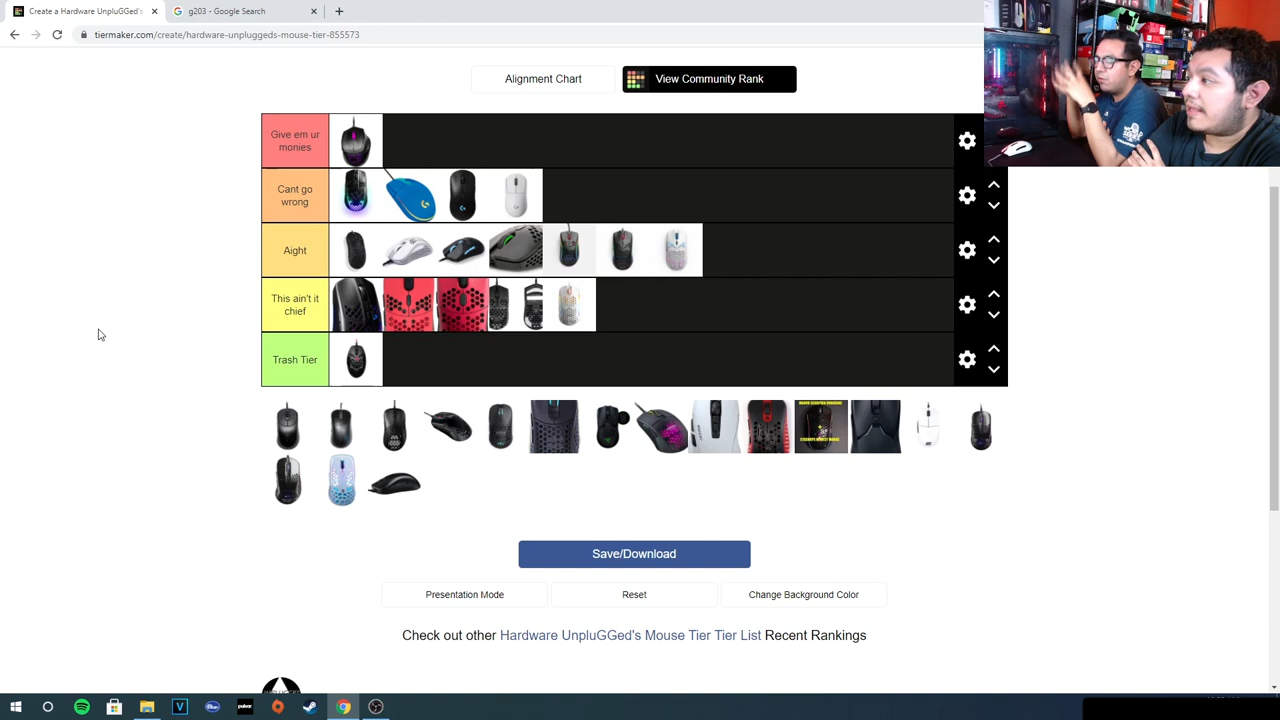 Create a Hardware UnpluGGed's
g203 - Google Search
tiermaker.com/create/hardware-unpluggeds-mouse-tier-855573
Alignment Chart
View Community Rank
Give em ur
monies
Cant go
wrong
Aight
This ain't it
chief
Trash Tier
Save/Download
Presentation Mode
Reset
Change Background Color
Check out other Hardware UnpluGGed's Mouse Tier Tier List Recent Rankings